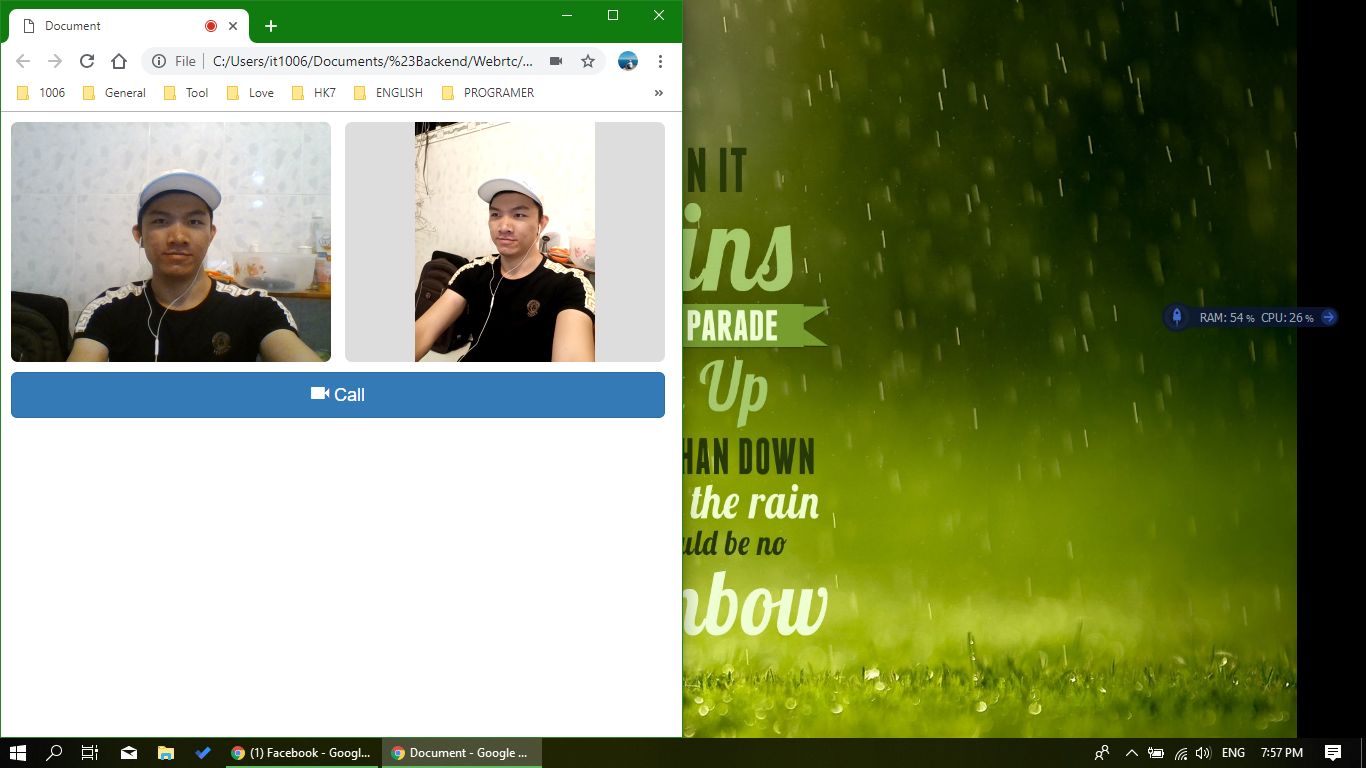 Document
File
C:/Users/it1006/Documents/%23Backend/Webrtc/...
1006
General
Tool
Love
HK7
ENGLISH
PROGRAMER
»
Call
N IT
ins
PARADE
Up
HAN DOWN
the rain
uld be no
nbow
RAM: 54 % CPU: 26 %
(1) Facebook - Googl...
Document - Google ...
ENG
7:57 PM